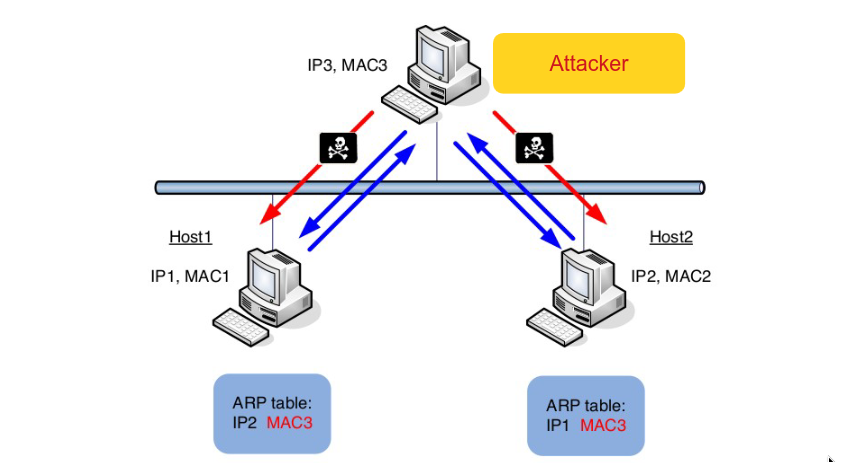 IP3, MAC3
Attacker
Host1
IP1, MAC1
Host2
IP2, MAC2
ARP table:
IP2 MAC3
ARP table:
IP1 MAC3